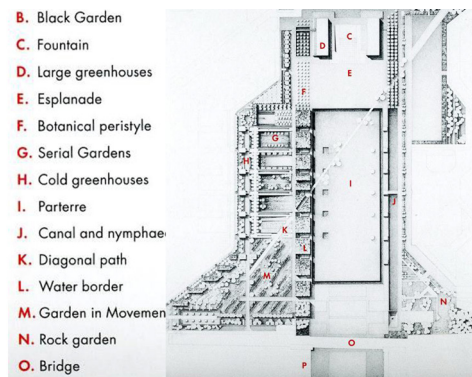 B. Black Garden
C. Fountain
D. Large greenhouses
E. Esplanade
F. Botanical peristyle
G. Serial Gardens
H. Cold greenhouses
I. Parterre
J. Canal and nymphae
K. Diagonal path
L. Water border
M. Garden in Movemen
N. Rock garden
O. Bridge
D
C
E
F
G
H
I
J
K
L
M
N
O
P